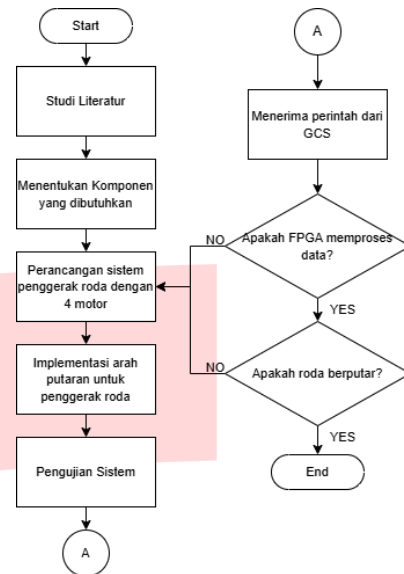 Start
Studi Literatur
Menentukan Komponen
yang dibutuhkan
Perancangan sistem
penggerak roda dengan
4 motor
Implementasi arah
putaran untuk
penggerak roda
Pengujian Sistem
A
A
Menerima perintah dari
GCS
Apakah FPGA memproses
data?
NO
YES
Apakah roda berputar?
NO
YES
End